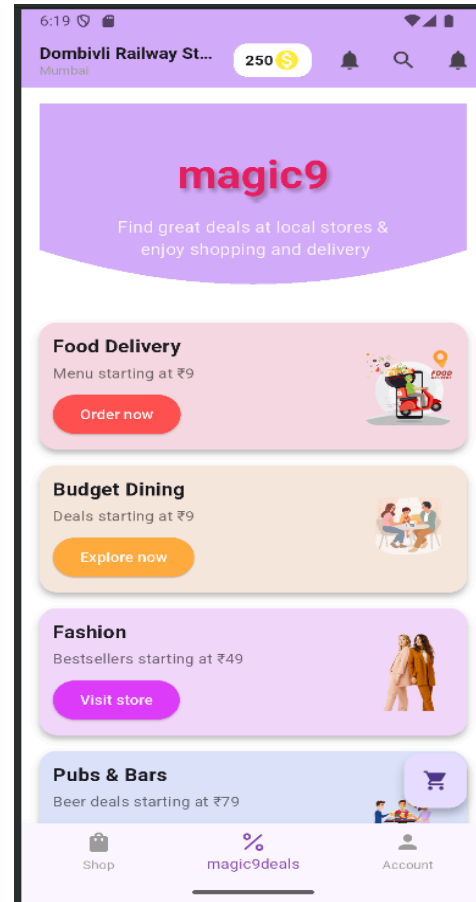 6:19
Dombivli Railway St...
Mumbai
250
magic9
Find great deals at local stores &
enjoy shopping and delivery
Food Delivery
Menu starting at ₹9
Order now
FOOD
Budget Dining
Deals starting at ₹9
Explore now
Fashion
Bestsellers starting at ₹49
Visit store
Pubs & Bars
Beer deals starting at ₹79
Shop
magic9deals
Account